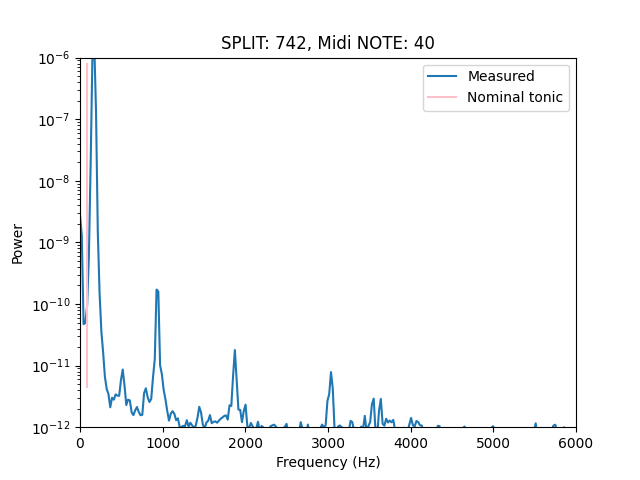 SPLIT: 742, Midi NOTE: 40
Measured
Nominal tonic
Power
10⁻⁶
10⁻⁷
10⁻⁸
10⁻⁹
10⁻¹⁰
10⁻¹¹
10⁻¹²
0 1000 2000 3000 4000 5000 6000
Frequency (Hz)